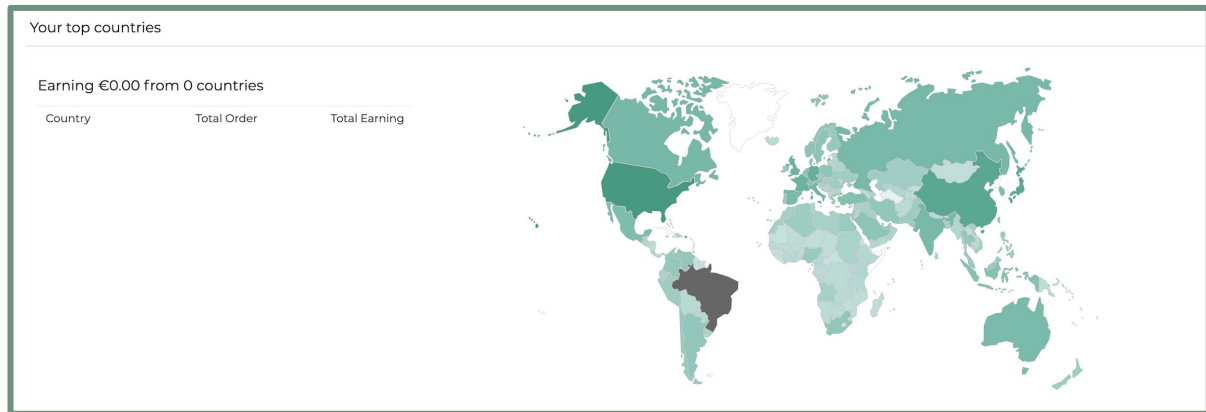 Your top countries
Earning €0.00 from 0 countries
Country Total Order Total Earning